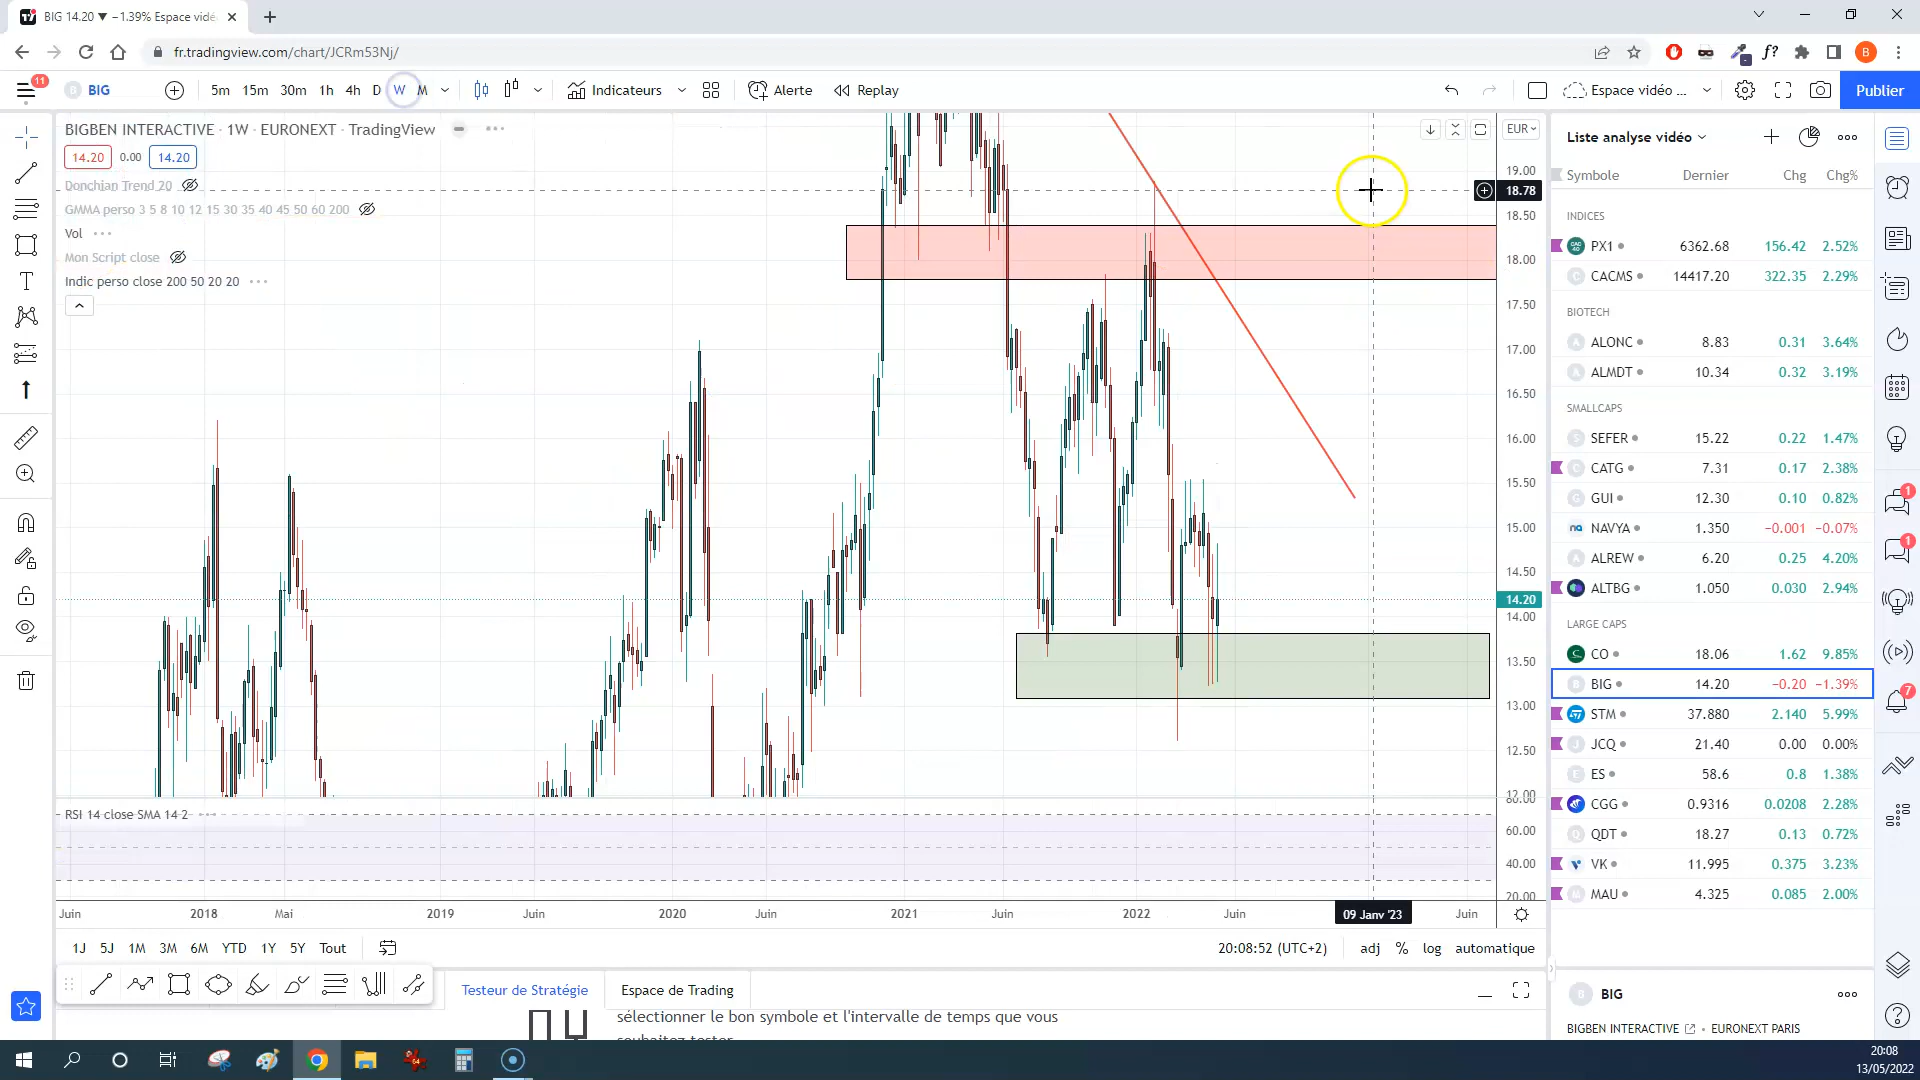 BIG 14.20 ▼ −1.39% Espace vidé
fr.tradingview.com/chart/JCRm53Nj/
f?
B
11
BIG
5m 15m 30m 1h 4h D W M
Indicateurs
Alerte
Replay
Espace vidéo ...
Publier
BIGBEN INTERACTIVE · 1W · EURONEXT · TradingView
14.20 0.00 14.20
Donchian Trend 20
GMMA perso 3 5 8 10 12 15 30 35 40 45 50 60 200
Vol
Mon Script close
Indic perso close 200 50 20 20
EUR
19.00
18.78
18.50
18.00
17.50
17.00
16.50
16.00
15.50
15.00
14.50
14.20
14.00
13.50
13.00
12.50
12.00
RSI 14 close SMA 14 2
80.00
60.00
40.00
20.00
Juin 2018 Mai 2019 Juin 2020 Juin 2021 Juin 2022 Juin 09 Janv '23 Juin
1J 5J 1M 3M 6M YTD 1Y 5Y Tout
20:08:52 (UTC+2) adj % log automatique
Testeur de Stratégie Espace de Trading
sélectionner le bon symbole et l'intervalle de temps que vous
souhaitez tester
Liste analyse vidéo
Symbole Dernier Chg Chg%
INDICES
PX1 6362.68 156.42 2.52%
CACMS 14417.20 322.35 2.29%
BIOTECH
ALONC 8.83 0.31 3.64%
ALMDT 10.34 0.32 3.19%
SMALLCAPS
SEFER 15.22 0.22 1.47%
CATG 7.31 0.17 2.38%
GUI 12.30 0.10 0.82%
NAVYA 1.350 −0.001 −0.07%
ALREW 6.20 0.25 4.20%
ALTBG 1.050 0.030 2.94%
LARGE CAPS
CO 18.06 1.62 9.85%
BIG 14.20 −0.20 −1.39%
STM 37.880 2.140 5.99%
JCQ 21.40 0.00 0.00%
ES 58.6 0.8 1.38%
CGG 0.9316 0.0208 2.28%
QDT 18.27 0.13 0.72%
VK 11.995 0.375 3.23%
MAU 4.325 0.085 2.00%
BIG
BIGBEN INTERACTIVE EURONEXT PARIS
1
1
7
20:08
13/05/2022